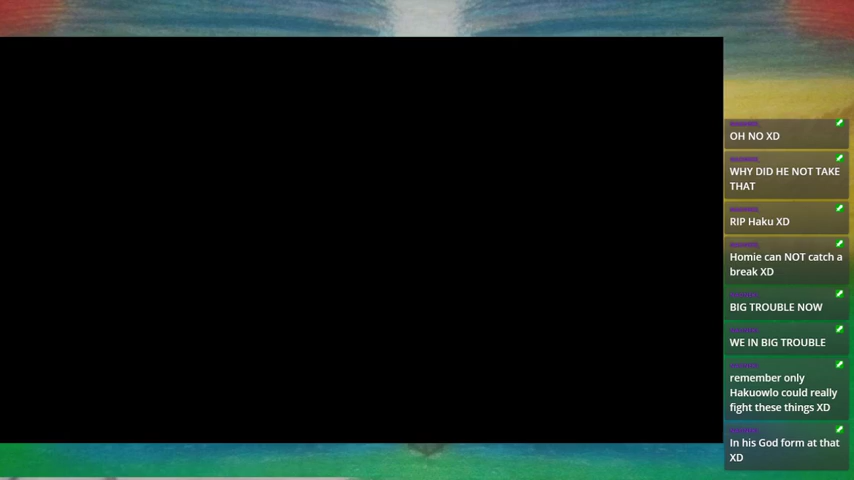 OH NO XD
WHY DID HE NOT TAKE
THAT
RIP Haku XD
Homie can NOT catch a
break XD
BIG TROUBLE NOW
WE IN BIG TROUBLE
remember only
Hakuowlo could really
fight these things XD
In his God form at that
XD